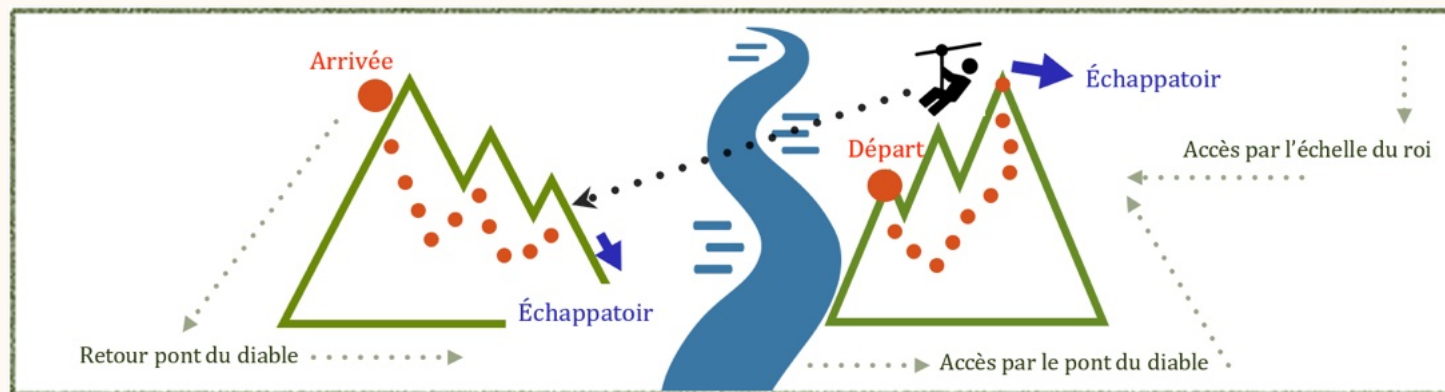 Arrivée
Échappatoir
Départ
Accès par l'échelle du roi
Échappatoir
Retour pont du diable
Accès par le pont du diable